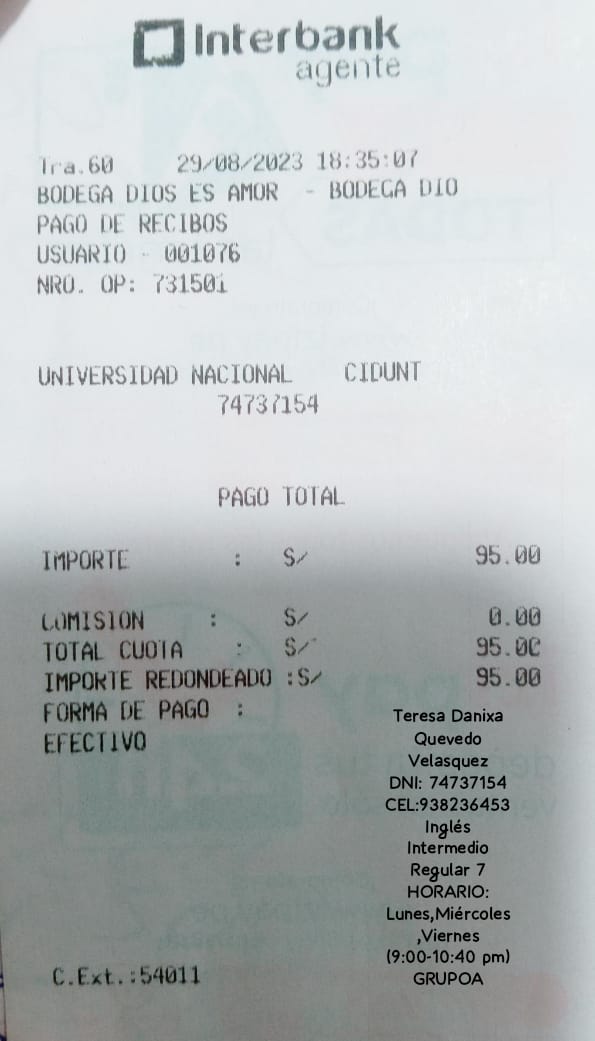 Interbank
agente
Tra.60 29/08/2023 18:35:07
BODEGA DIOS ES AMOR - BODEGA DIO
PAGO DE RECIBOS
USUARIO - 001076
NRO. OP: 731501
UNIVERSIDAD NACIONAL CIDUNT
74737154
PAGO TOTAL
IMPORTE : S/ 95.00
COMISION : S/ 0.00
TOTAL CUOTA : S/ 95.00
IMPORTE REDONDEADO :S/ 95.00
FORMA DE PAGO :
EFECTIVO
Teresa Danixa
Quevedo
Velasquez
DNI: 74737154
CEL:938236453
Inglés
Intermedio
Regular 7
HORARIO:
Lunes,Miércoles
,Viernes
(9:00-10:40 pm)
GRUPOA
C.Ext.:54011